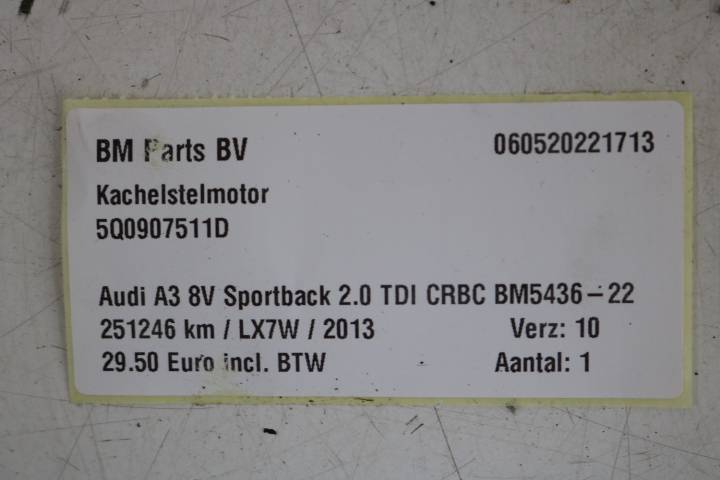 BM Parts BV 060520221713
Kachelstelmotor
5Q0907511D
Audi A3 8V Sportback 2.0 TDI CRBC BM5436-22
251246 km / LX7W / 2013 Verz: 10
29.50 Euro incl. BTW Aantal: 1